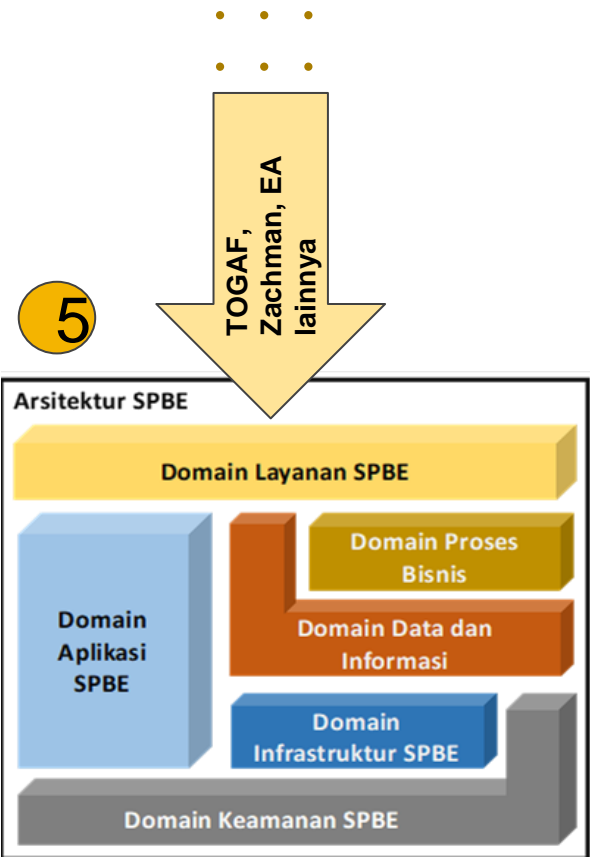 TOGAF,
Zachman, EA
lainnya
5
Arsitektur SPBE
Domain Layanan SPBE
Domain
Aplikasi
SPBE
Domain Proses
Bisnis
Domain Data dan
Informasi
Domain
Infrastruktur SPBE
Domain Keamanan SPBE